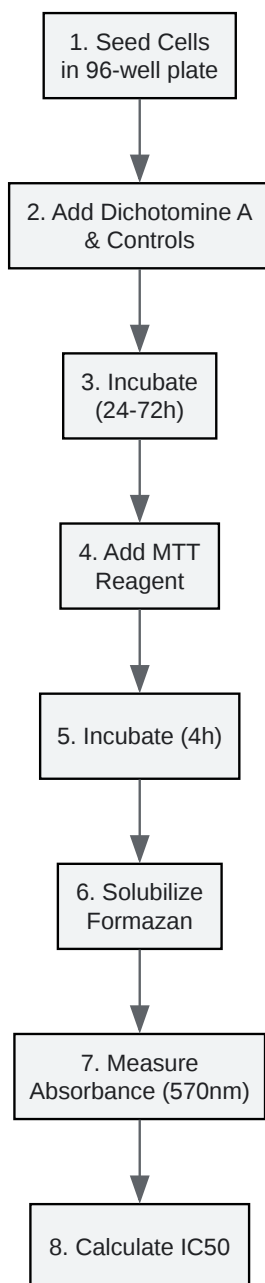 1. Seed Cells
in 96-well plate
2. Add Dichotomine A
& Controls
3. Incubate
(24-72h)
4. Add MTT
Reagent
5. Incubate (4h)
6. Solubilize
Formazan
7. Measure
Absorbance (570nm)
8. Calculate IC50